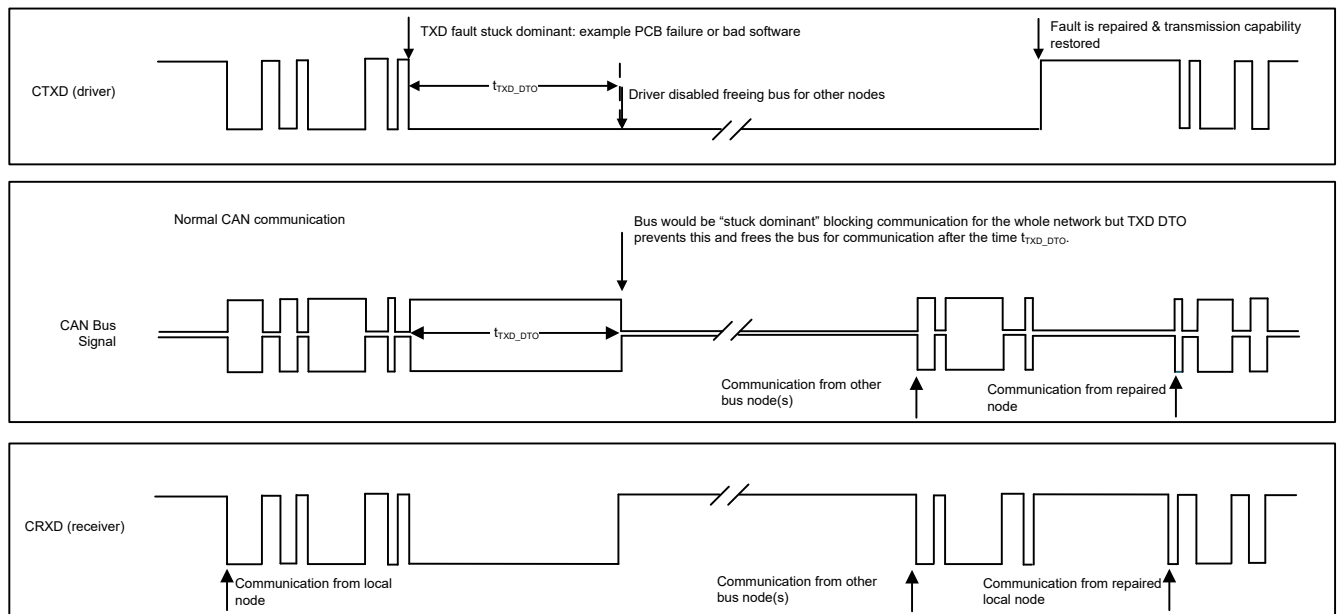 TXD fault stuck dominant: example PCB failure or bad software
Fault is repaired & transmission capability
restored
CTXD (driver)
tTXD_DTO
Driver disabled freeing bus for other nodes
Normal CAN communication
Bus would be “stuck dominant” blocking communication for the whole network but TXD DTO
prevents this and frees the bus for communication after the time tTXD_DTO.
CAN Bus
Signal
tTXD_DTO
Communication from other
bus node(s)
Communication from repaired
node
CRXD (receiver)
Communication from local
node
Communication from other
bus node(s)
Communication from repaired
local node